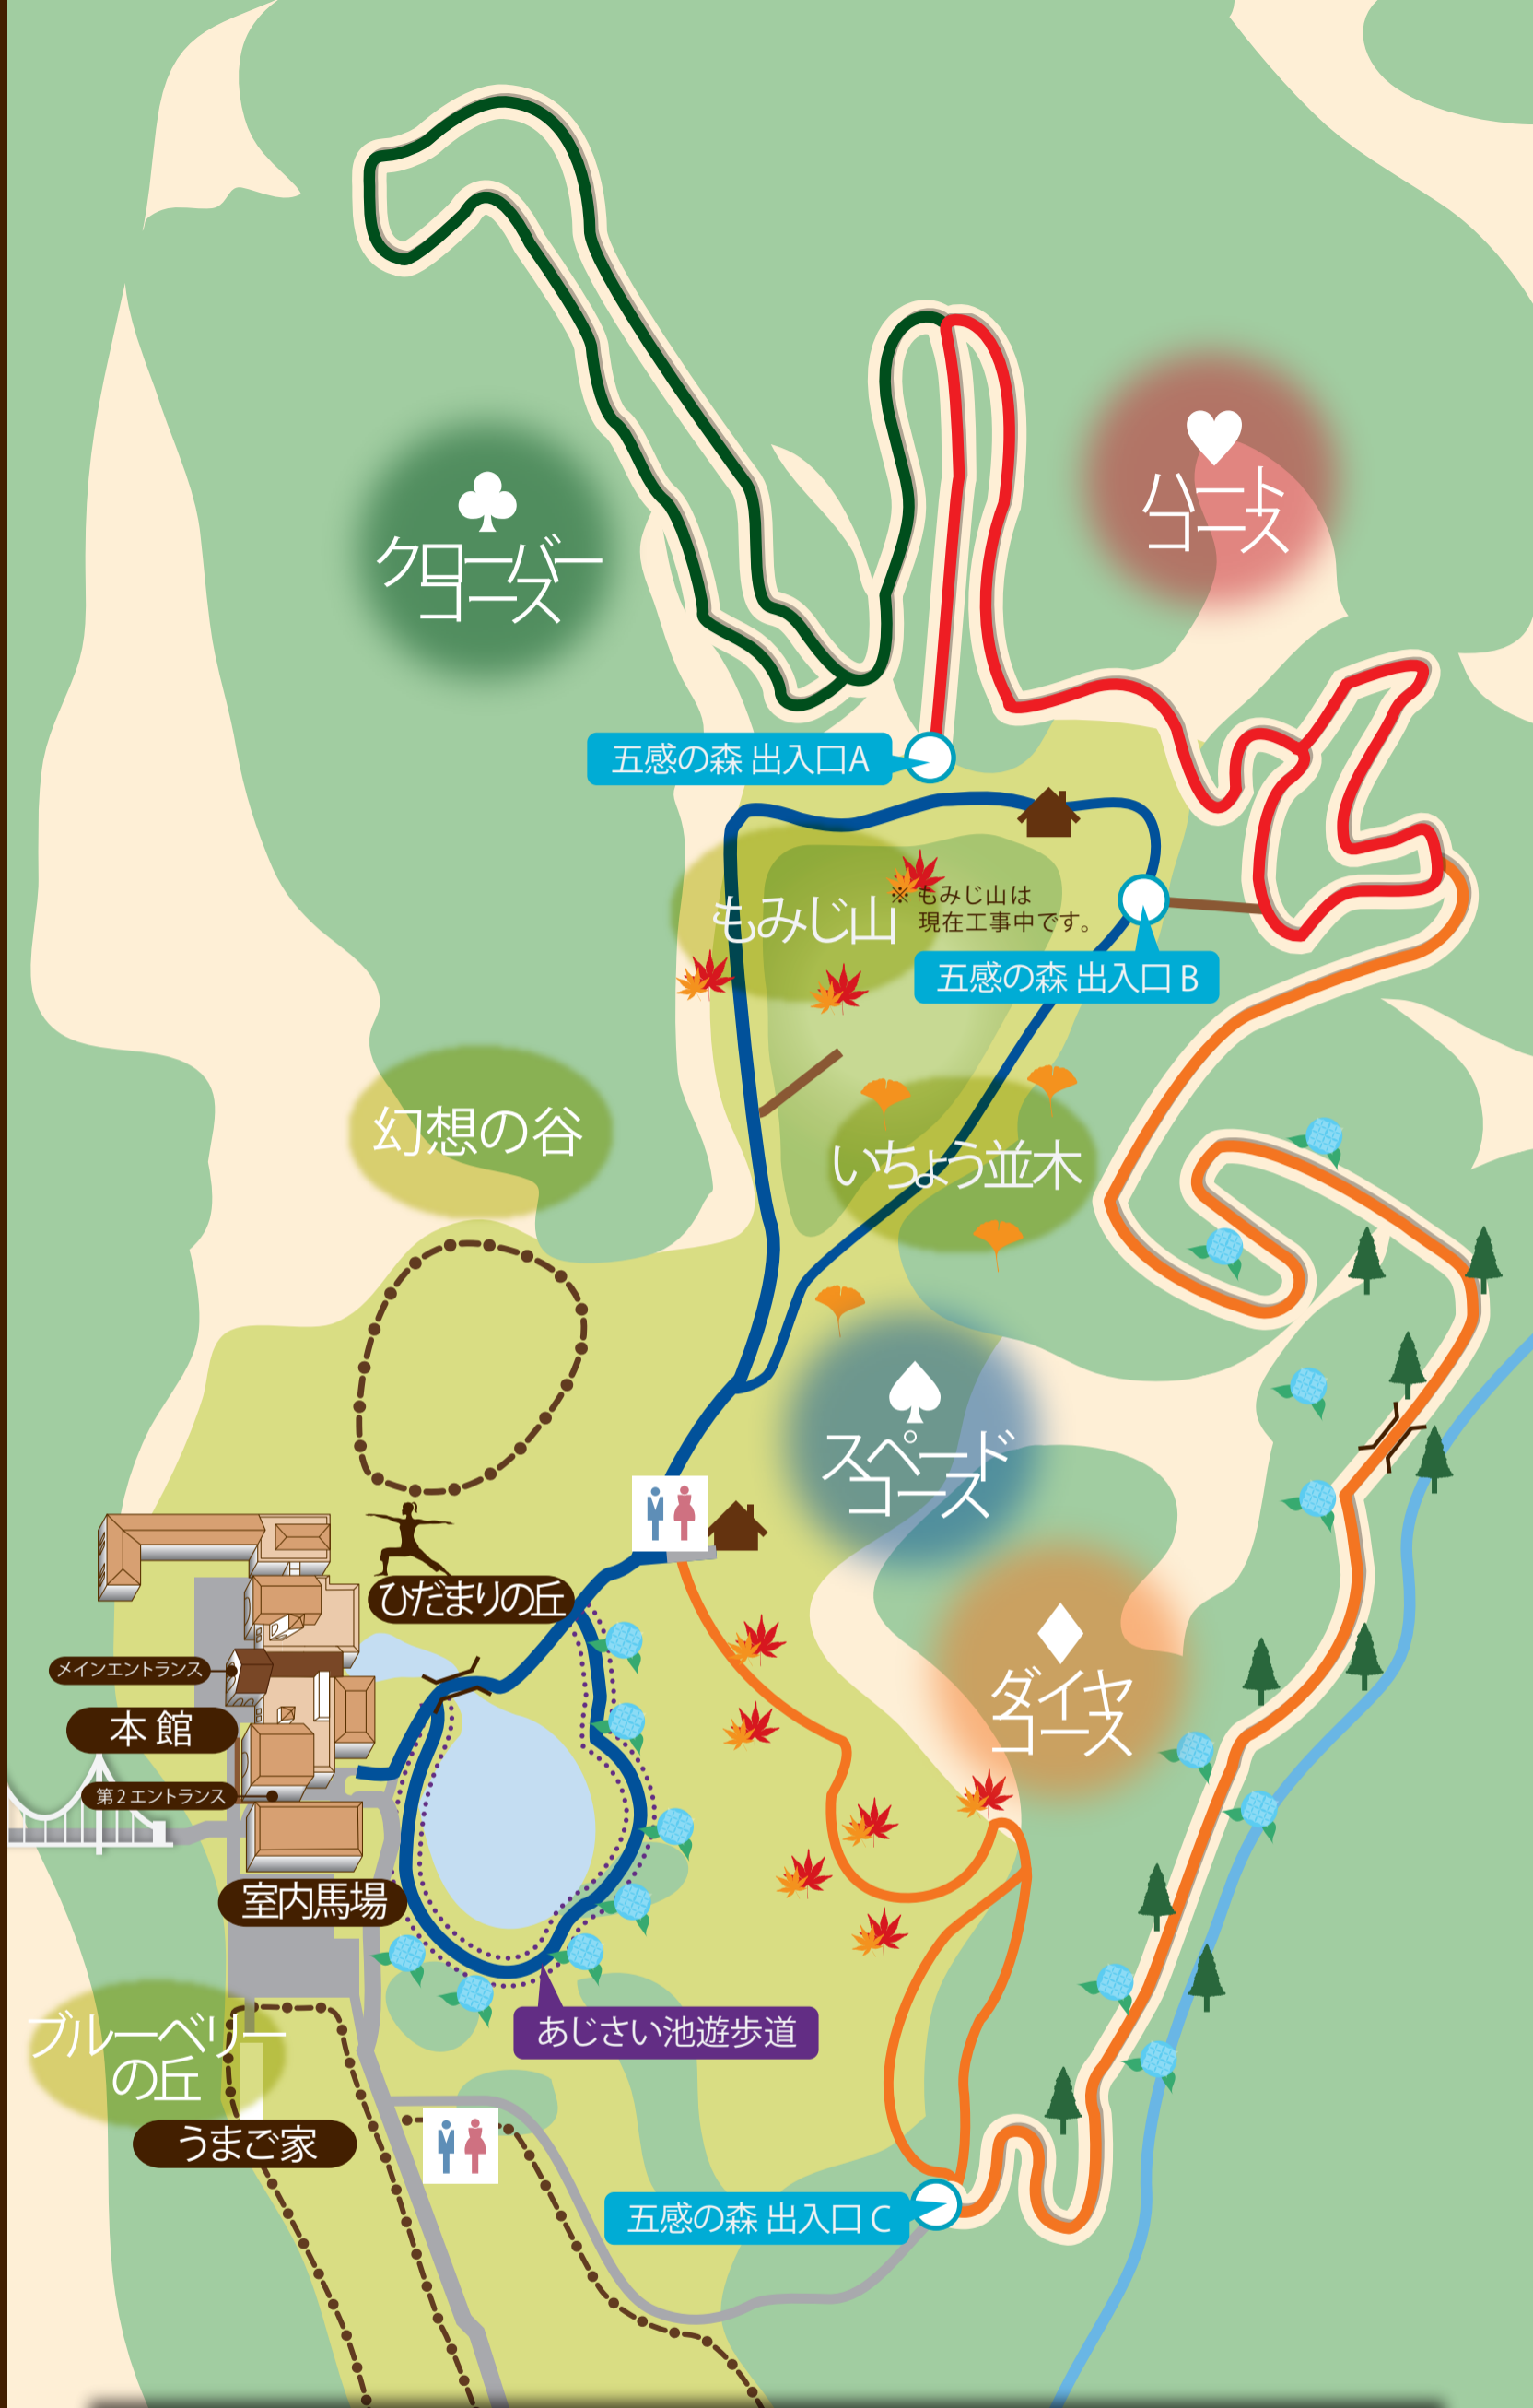 クローバー
コース
ハート
コース
五感の森 出入口A
もみじ山
※ もみじ山は
現在工事中です。
五感の森 出入口 B
幻想の谷
いちょう並木
スペード
コース
ひだまりの丘
メインエントランス
本館
第2エントランス
ダイヤ
コース
室内馬場
ブルーベリー
の丘
あじさい池遊歩道
うまご家
五感の森 出入口 C